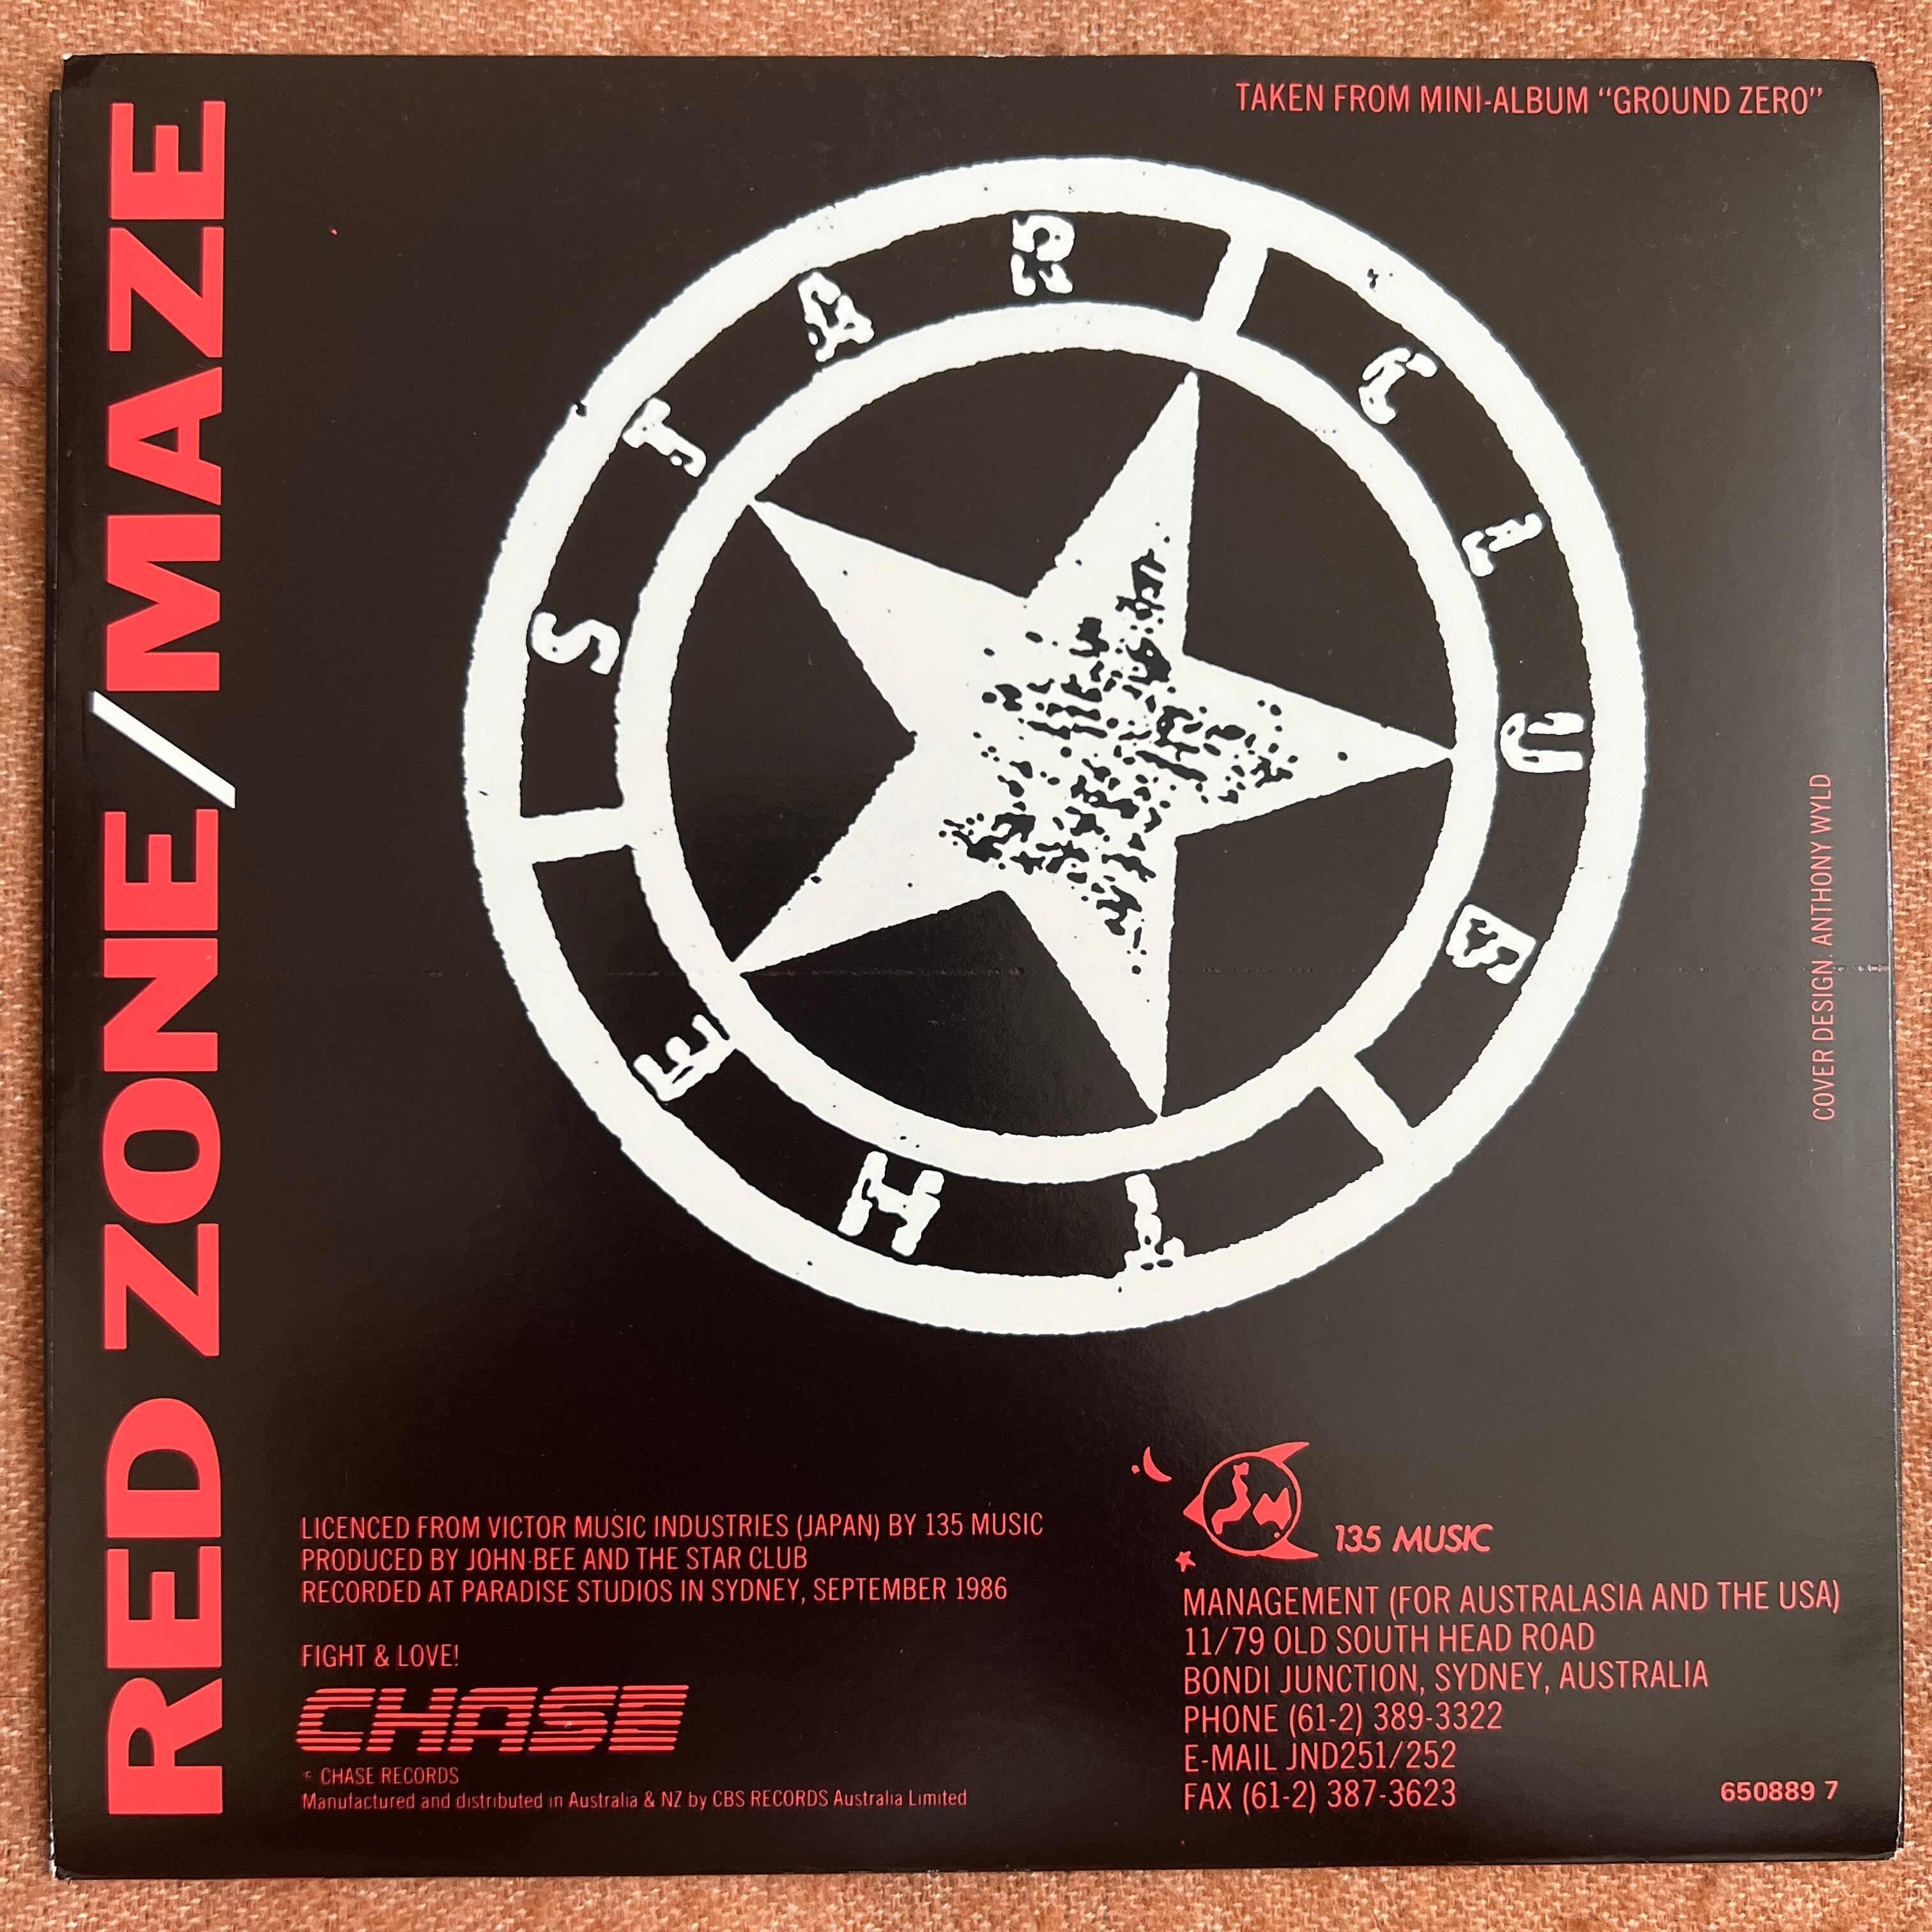 TAKEN FROM MINI-ALBUM “GROUND ZERO”
RED ZONE/MAZE
THE STAR CLUB
COVER DESIGN. ANTHONY WYLD
LICENCED FROM VICTOR MUSIC INDUSTRIES (JAPAN) BY 135 MUSIC
PRODUCED BY JOHN BEE AND THE STAR CLUB
RECORDED AT PARADISE STUDIOS IN SYDNEY, SEPTEMBER 1986
FIGHT & LOVE!
CHASE
℗ CHASE RECORDS
Manufactured and distributed in Australia & NZ by CBS RECORDS Australia Limited
135 MUSIC
MANAGEMENT (FOR AUSTRALASIA AND THE USA)
11/79 OLD SOUTH HEAD ROAD
BONDI JUNCTION, SYDNEY, AUSTRALIA
PHONE (61-2) 389-3322
E-MAIL JND251/252
FAX (61-2) 387-3623
650889 7